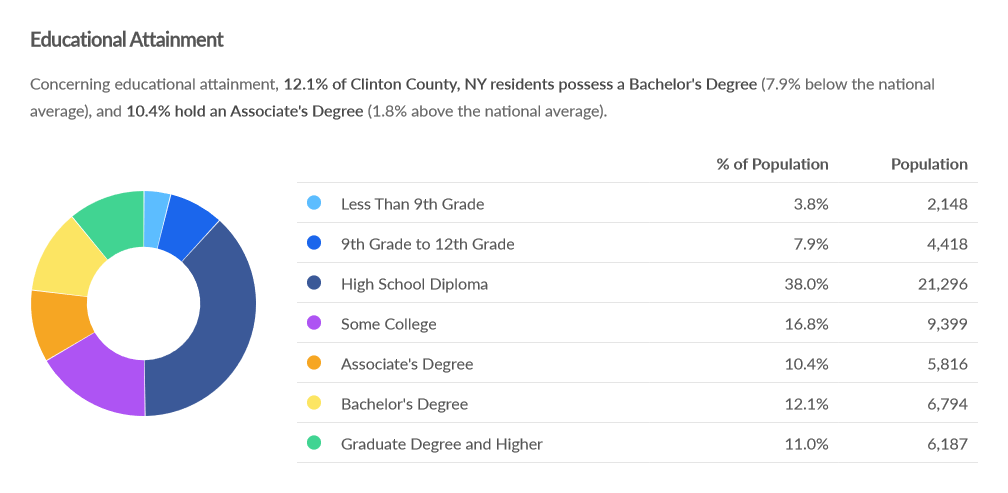 Educational Attainment
Concerning educational attainment, 12.1% of Clinton County, NY residents possess a Bachelor's Degree (7.9% below the national
average), and 10.4% hold an Associate's Degree (1.8% above the national average).
% of Population Population
Less Than 9th Grade 3.8% 2,148
9th Grade to 12th Grade 7.9% 4,418
High School Diploma 38.0% 21,296
Some College 16.8% 9,399
Associate's Degree 10.4% 5,816
Bachelor's Degree 12.1% 6,794
Graduate Degree and Higher 11.0% 6,187